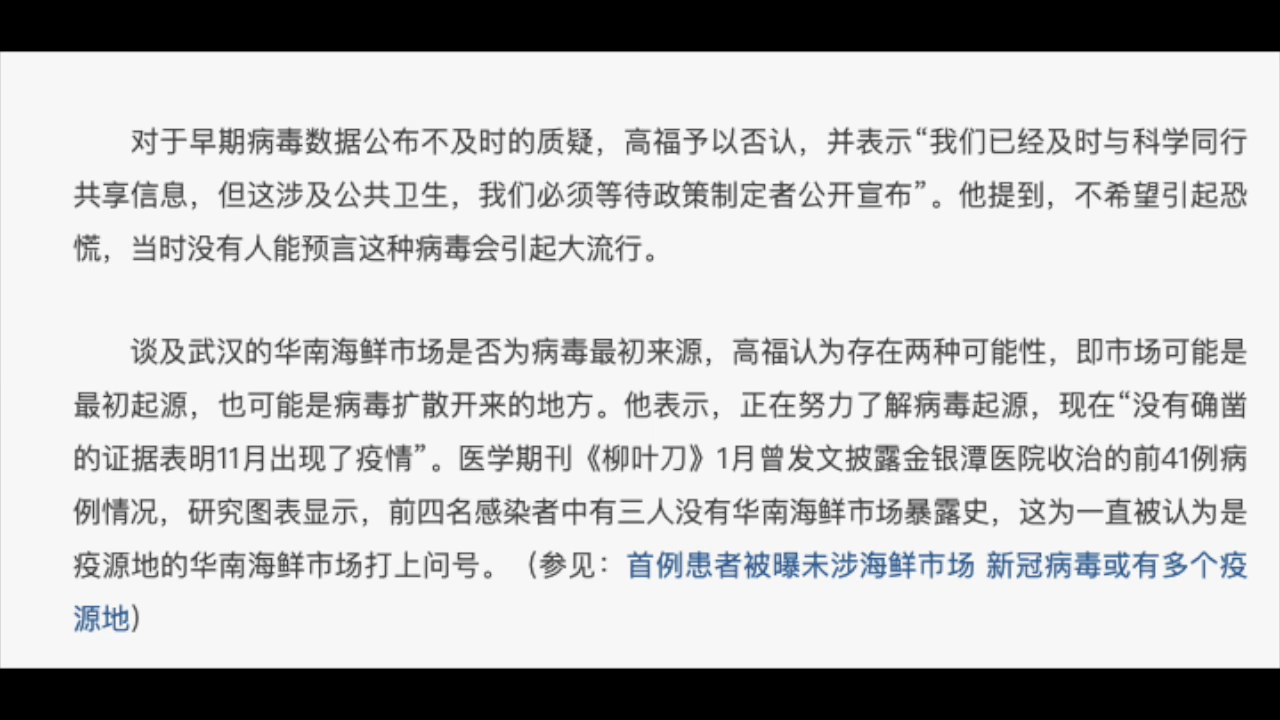 对于早期病毒数据公布不及时的质疑，高福予以否认，并表示“我们已经及时与科学同行
共享信息，但这涉及公共卫生，我们必须等待政策制定者公开宣布”。他提到，不希望引起恐
慌，当时没有人能预言这种病毒会引起大流行。
谈及武汉的华南海鲜市场是否为病毒最初来源，高福认为存在两种可能性，即市场可能是
最初起源，也可能是病毒扩散开来的地方。他表示，正在努力了解病毒起源，现在“没有确凿
的证据表明11月出现了疫情”。医学期刊《柳叶刀》1月曾发文披露金银潭医院收治的前41例病
例情况，研究图表显示，前四名感染者中有三人没有华南海鲜市场暴露史，这为一直被认为是
疫源地的华南海鲜市场打上问号。（参见：首例患者被曝未涉海鲜市场 新冠病毒或有多个疫
源地）